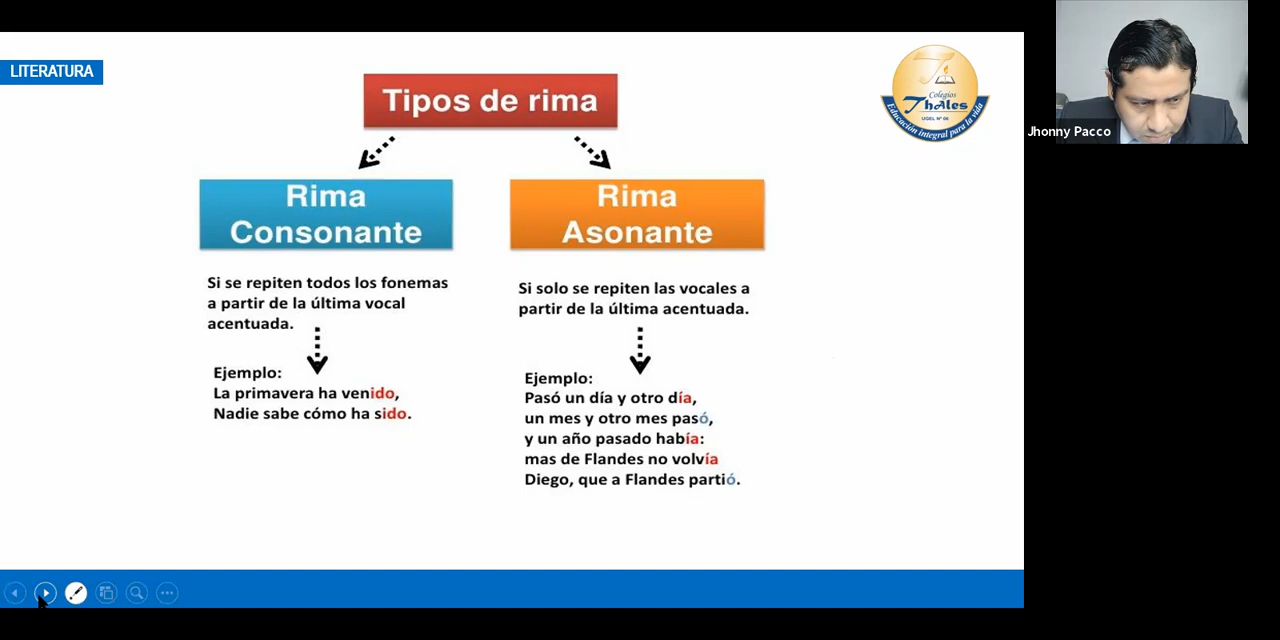 LITERATURA
Tipos de rima
Colegios
Thales
UGEL Nº 06
Educación integral para la vida
Jhonny Pacco
Rima
Consonante
Si se repiten todos los fonemas
a partir de la última vocal
acentuada.
Ejemplo:
La primavera ha venido,
Nadie sabe cómo ha sido.
Rima
Asonante
Si solo se repiten las vocales a
partir de la última acentuada.
Ejemplo:
Pasó un día y otro día,
un mes y otro mes pasó,
y un año pasado había:
mas de Flandes no volvía
Diego, que a Flandes partió.